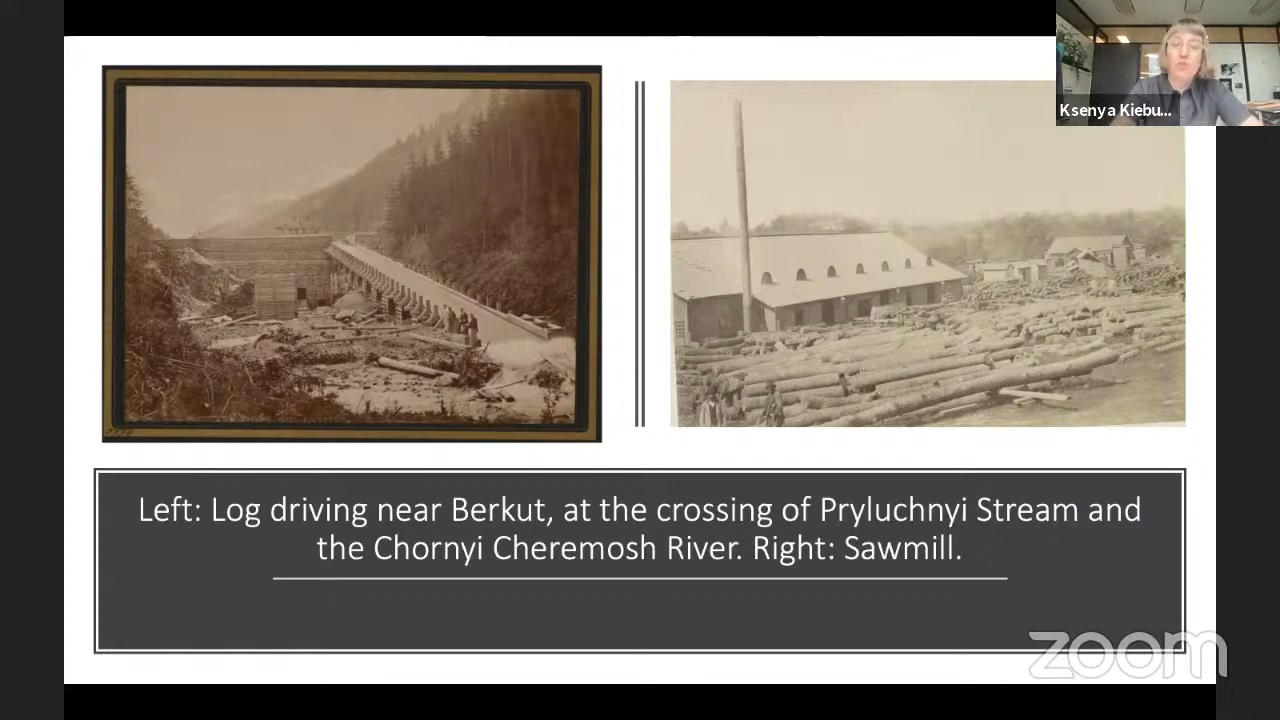 Ksenya Kiebu...
Left: Log driving near Berkut, at the crossing of Pryluchnyi Stream and
the Chornyi Cheremosh River. Right: Sawmill.
zoom